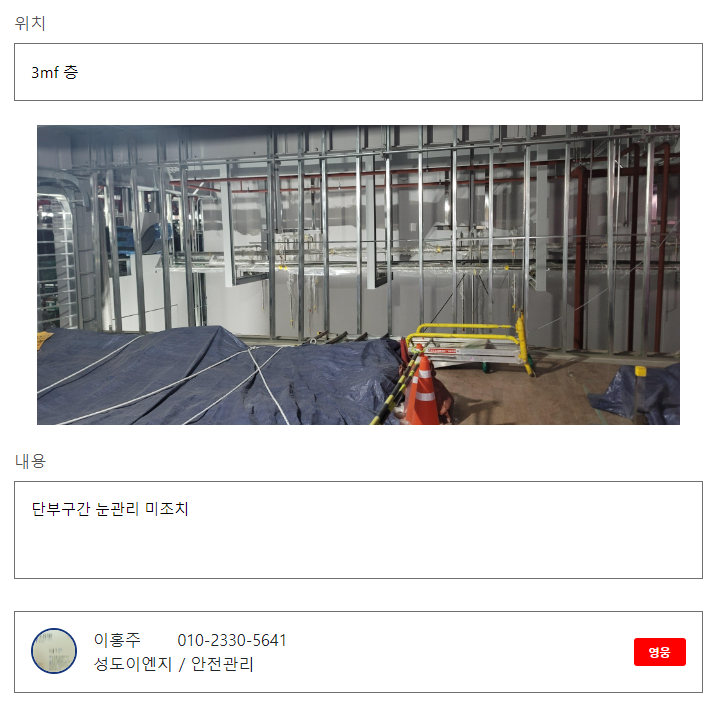 위치
3mf 층
내용
단부구간 눈관리 미조치
이홍주 010-2330-5641
성도이엔지 / 안전관리
영웅